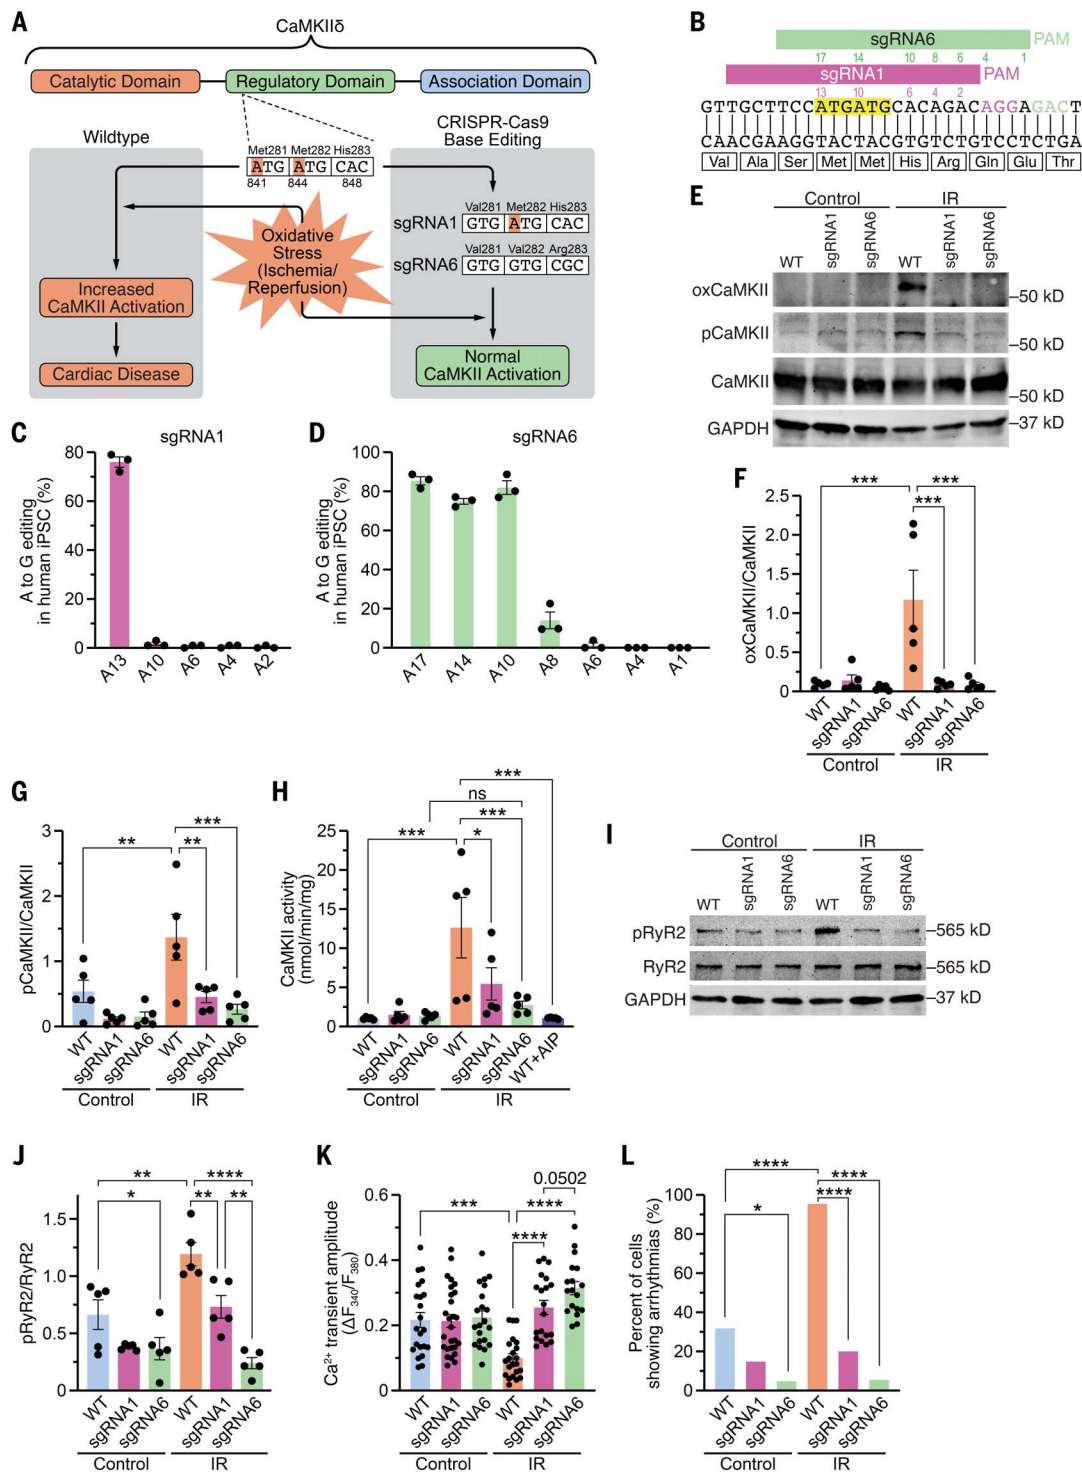 A
CaMKIIδ
Catalytic Domain
Regulatory Domain
Association Domain
Wildtype
CRISPR-Cas9
Base Editing
Met281 Met282 His283
ATG ATG CAC
841 844 848
Oxidative
Stress
(Ischemia/
Reperfusion)
Val281 Met282 His283
sgRNA1 GTG ATG CAC
Val281 Val282 Arg283
sgRNA6 GTG GTG CGC
Increased
CaMKII Activation
Cardiac Disease
Normal
CaMKII Activation
B
sgRNA6 PAM
17 14 10 8 6 4 1
sgRNA1 PAM
13 10 6 4 2
GTTGCTTCCATGATGCACAGACAGGAGACT
CAACGAAGGTACTACGTGTCTGTCCTCTGA
Val Ala Ser Met Met His Arg Gln Glu Thr
C
sgRNA1
A to G editing
in human iPSC (%)
80
60
40
20
0
A13 A10 A6 A4 A2
D
sgRNA6
A to G editing
in human iPSC (%)
100
80
60
40
20
0
A17 A14 A10 A8 A6 A4 A1
E
Control IR
WT sgRNA1 sgRNA6 WT sgRNA1 sgRNA6
oxCaMKII –50 kD
pCaMKII –50 kD
CaMKII –50 kD
GAPDH –37 kD
F
oxCaMKII/CaMKII
2.5
2.0
1.5
1.0
0.5
0
*** ***
***
WT sgRNA1 sgRNA6 WT sgRNA1 sgRNA6
Control IR
G
pCaMKII/CaMKII
3
2
1
0
***
** **
WT sgRNA1 sgRNA6 WT sgRNA1 sgRNA6
Control IR
H
CaMKII activity
(nmol/min/mg)
25
20
15
10
5
0
***
ns
***
*** *
WT sgRNA1 sgRNA6 WT sgRNA1 sgRNA6 WT+AIP
Control IR
I
Control IR
WT sgRNA1 sgRNA6 WT sgRNA1 sgRNA6
pRyR2 –565 kD
RyR2 –565 kD
GAPDH –37 kD
J
pRyR2/RyR2
1.5
1.0
0.5
0
** ****
* ** **
WT sgRNA1 sgRNA6 WT sgRNA1 sgRNA6
Control IR
K
Ca²⁺ transient amplitude
(ΔF340/F380)
0.6
0.4
0.2
0
0.0502
*** ****
****
WT sgRNA1 sgRNA6 WT sgRNA1 sgRNA6
Control IR
L
Percent of cells
showing arrhythmias (%)
100
80
60
40
20
0
**** ****
****
*
WT sgRNA1 sgRNA6 WT sgRNA1 sgRNA6
Control IR